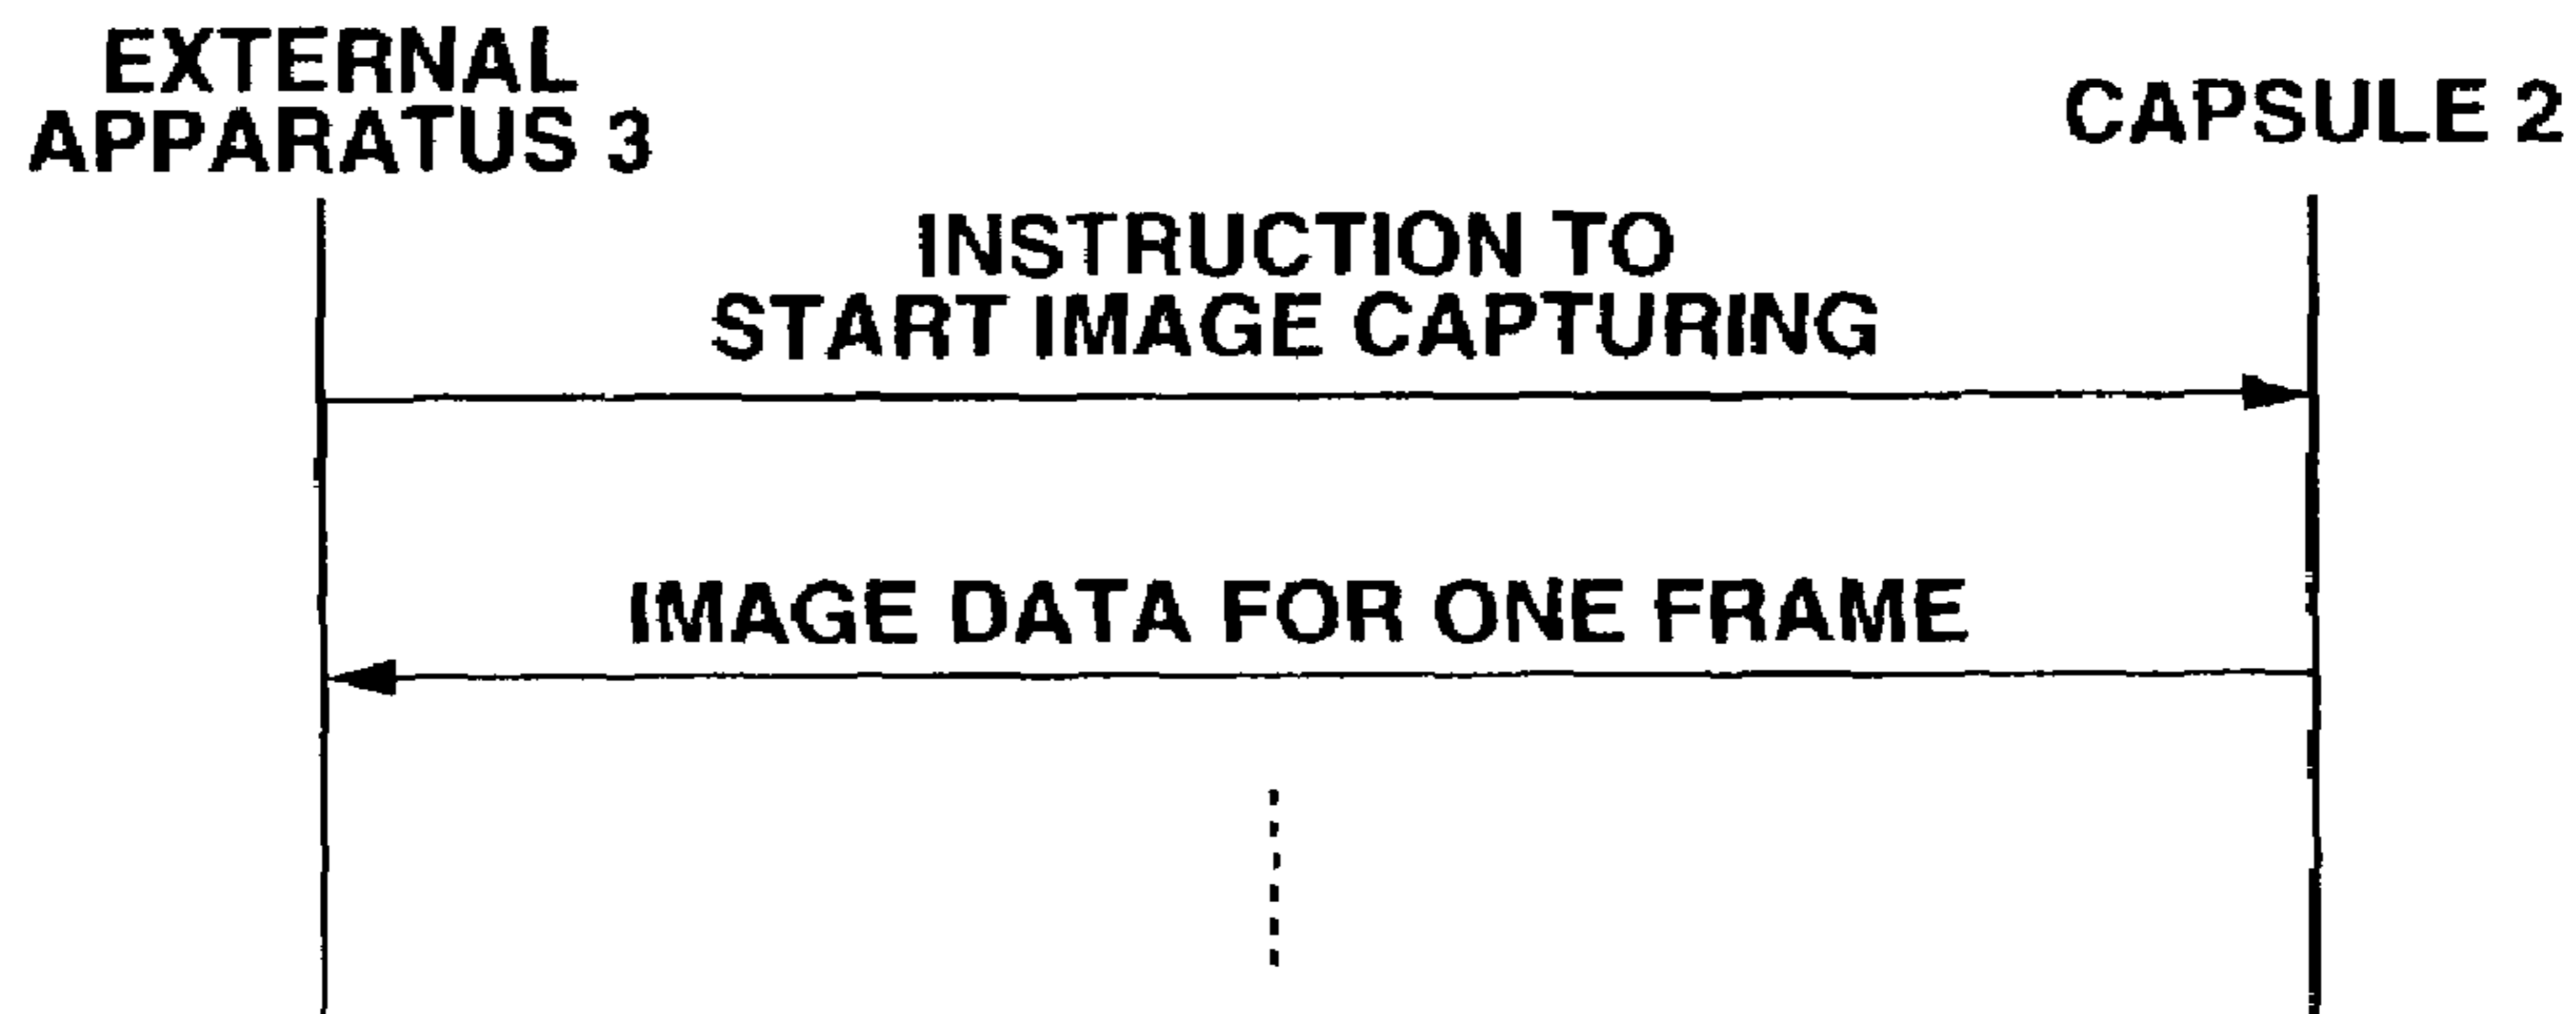 EXTERNAL
APPARATUS 3
CAPSULE 2
INSTRUCTION TO
START IMAGE CAPTURING
IMAGE DATA FOR ONE FRAME